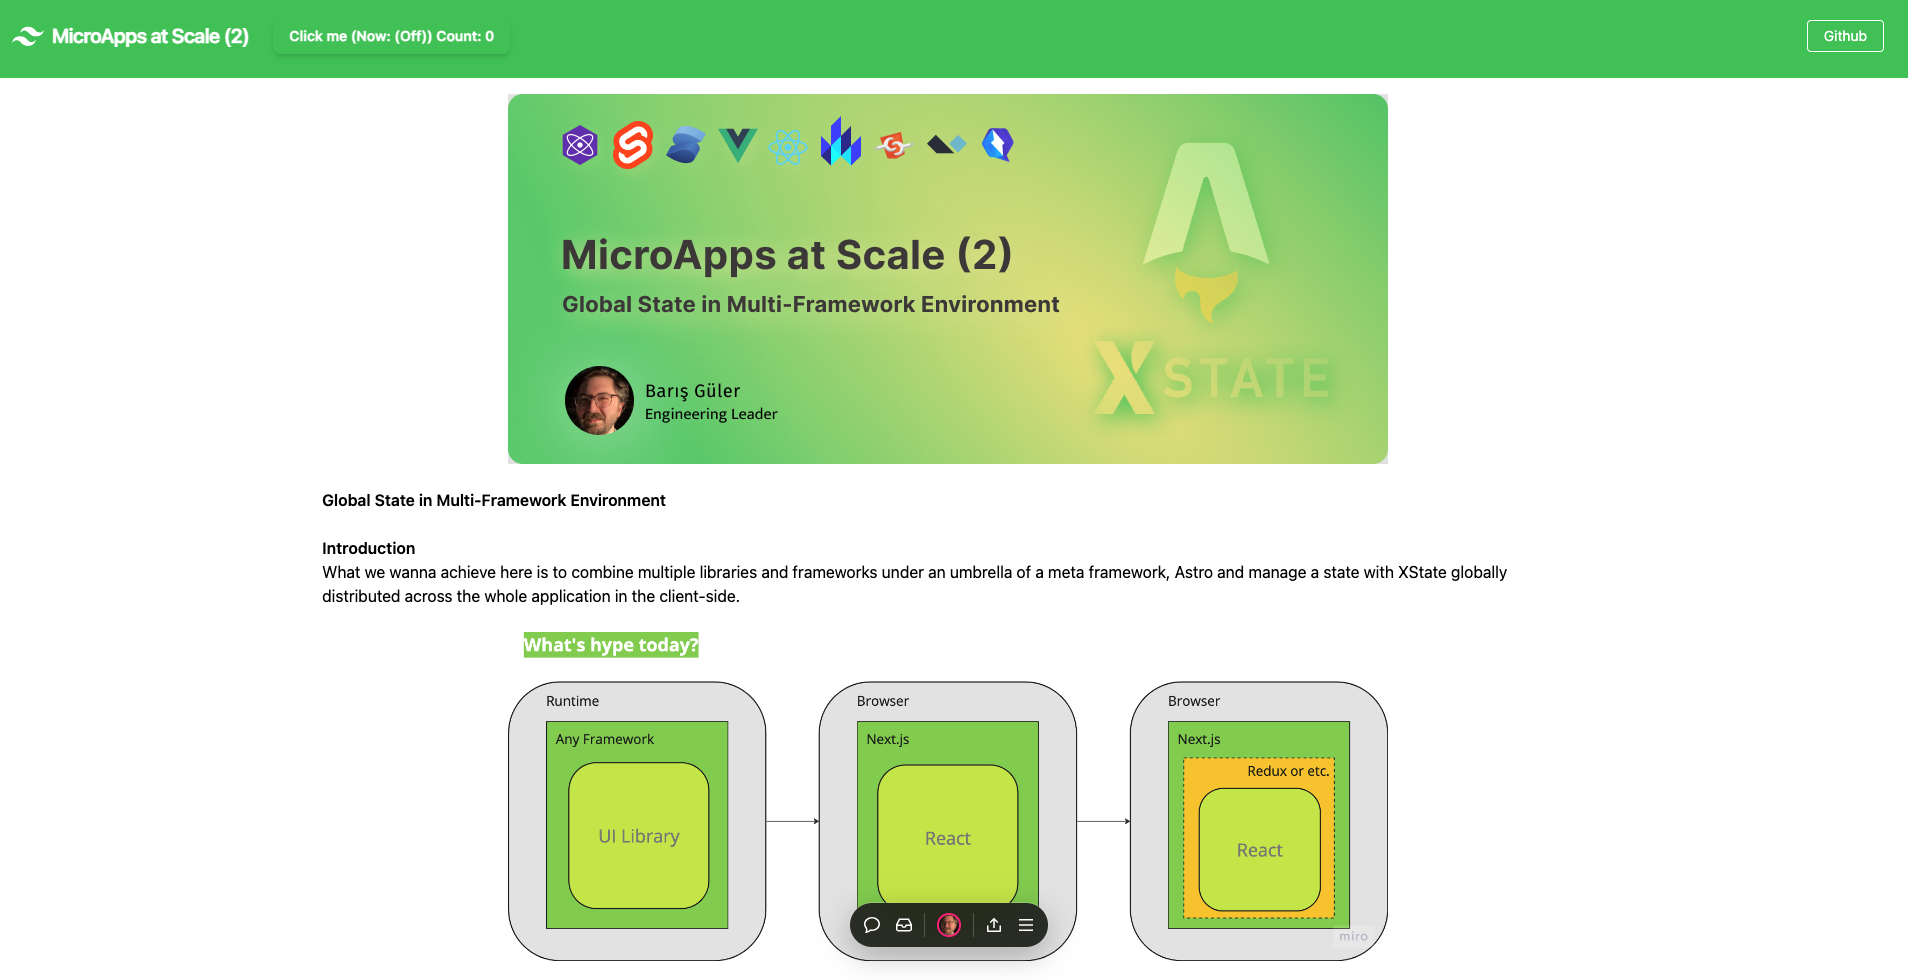 MicroApps at Scale (2)
Click me (Now: (Off)) Count: 0
Github
MicroApps at Scale (2)
Global State in Multi-Framework Environment
Barış Güler
Engineering Leader
XSTATE
Global State in Multi-Framework Environment
Introduction
What we wanna achieve here is to combine multiple libraries and frameworks under an umbrella of a meta framework, Astro and manage a state with XState globally
distributed across the whole application in the client-side.
What's hype today?
Runtime
Any Framework
UI Library
Browser
Next.js
React
Browser
Next.js
Redux or etc.
React
miro